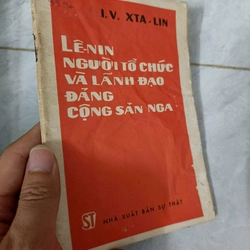 I.V. XTA-LIN
LÊ-NIN
NGƯỜI TỔ CHỨC
VÀ LÃNH ĐẠO
ĐẢNG
CỘNG SẢN NGA
ST
NHÀ XUẤT BẢN SỰ THẬT